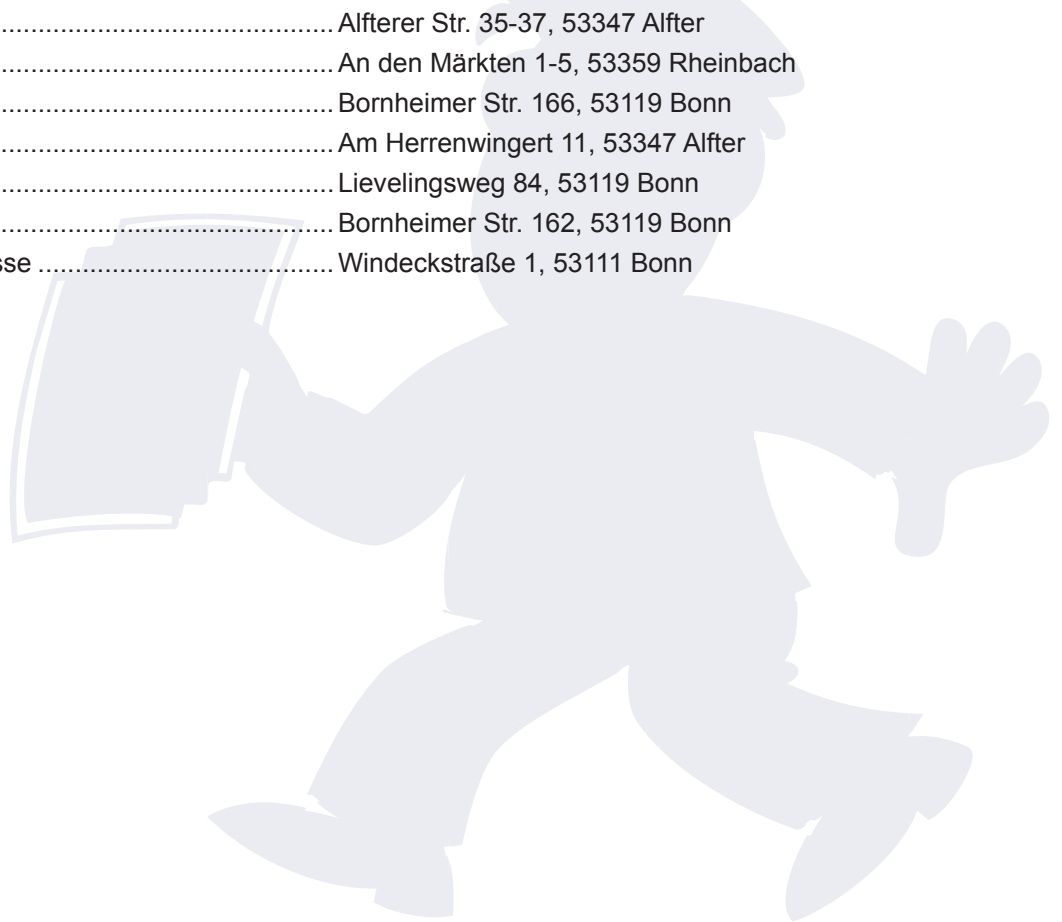 ........................................ Alfterer Str. 35-37, 53347 Alfter
........................................ An den Märkten 1-5, 53359 Rheinbach
........................................ Bornheimer Str. 166, 53119 Bonn
........................................ Am Herrenwingert 11, 53347 Alfter
........................................ Lievelingsweg 84, 53119 Bonn
........................................ Bornheimer Str. 162, 53119 Bonn
sse ........................................ Windeckstraße 1, 53111 Bonn